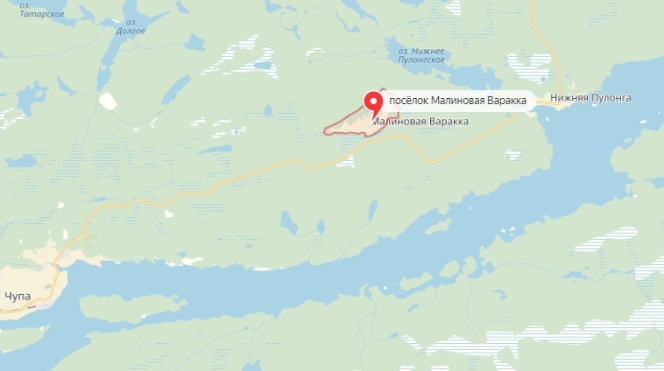 оз.
Татарское
оз.
Долгое
оз. Нижнее
Пулонгское
посёлок Малиновая Варакка
Нижняя Пулонга
Малиновая Варакка
Чупа